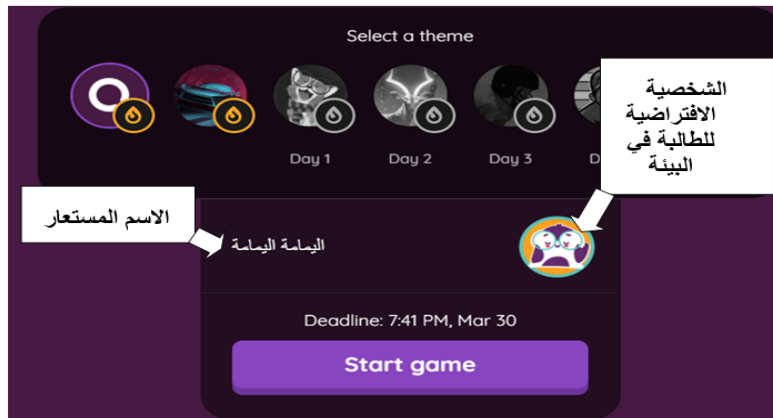 Select a theme
Day 1
Day 2
Day 3
D
الشخصية
الافتراضية
للطالبة في
البيئة
الاسم المستعار
اليمامة اليمامة
Deadline: 7:41 PM, Mar 30
Start game